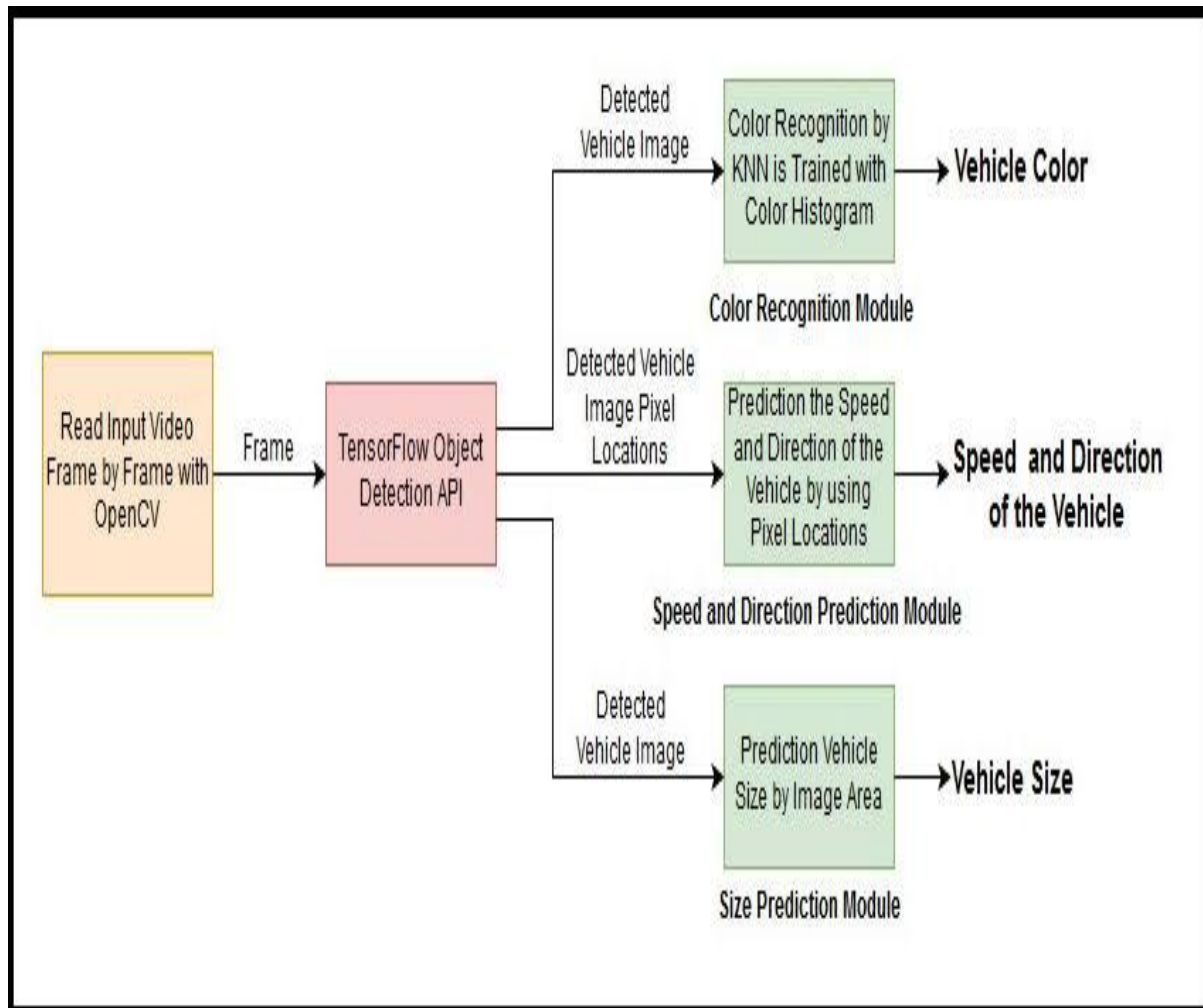 Read Input Video
Frame by Frame with
OpenCV
Frame
TensorFlow Object
Detection API
Detected
Vehicle Image
Color Recognition by
KNN is Trained with
Color Histogram
Vehicle Color
Color Recognition Module
Detected Vehicle
Image Pixel
Locations
Prediction the Speed
and Direction of the
Vehicle by using
Pixel Locations
Speed and Direction
of the Vehicle
Speed and Direction Prediction Module
Detected
Vehicle Image
Prediction Vehicle
Size by Image Area
Vehicle Size
Size Prediction Module